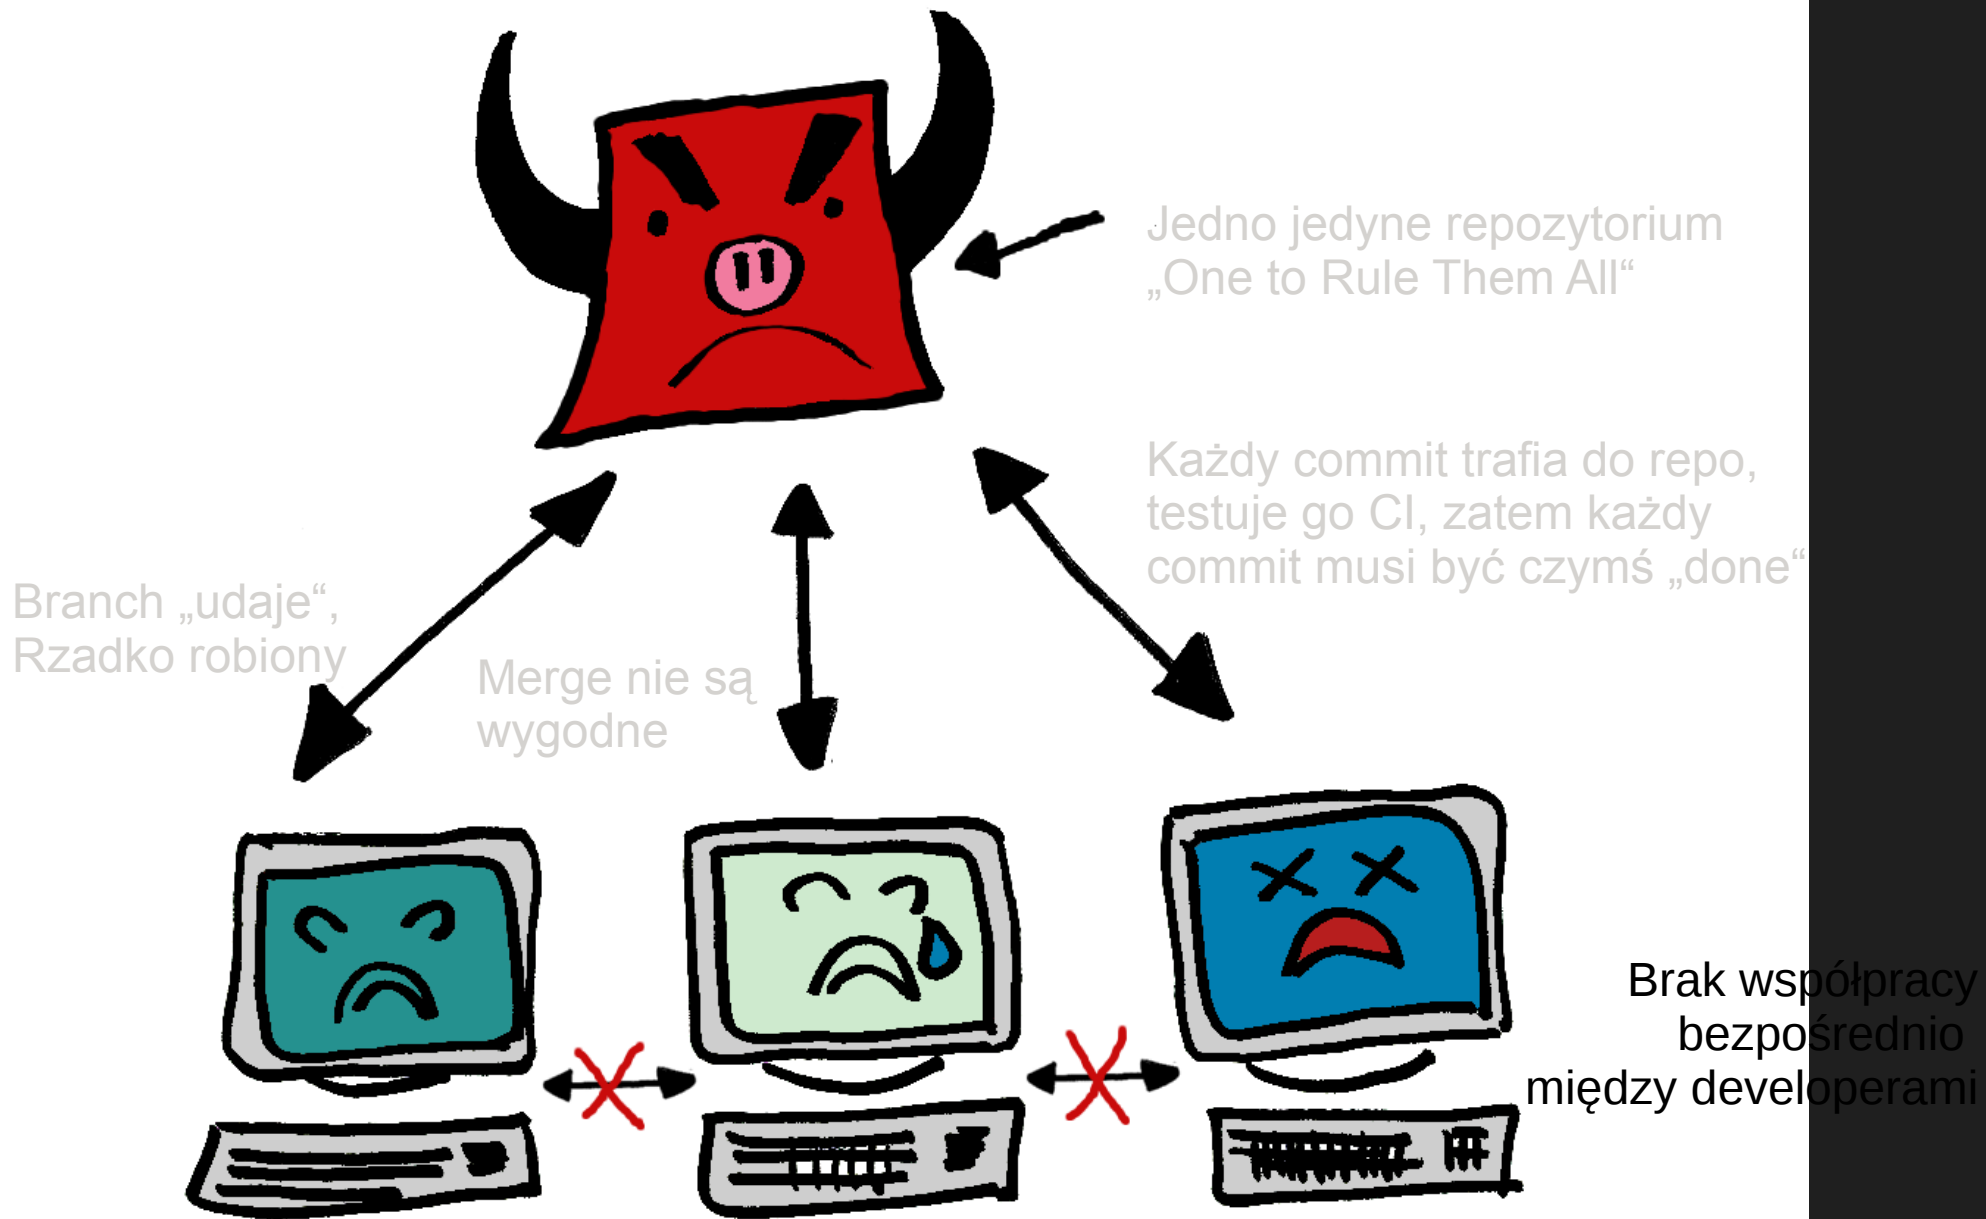 Jedno jedyne repozytorium
„One to Rule Them All“
Każdy commit trafia do repo,
testuje go CI, zatem każdy
commit musi być czymś „done“
Branch „udaje“,
Rzadko robiony
Merge nie są
wygodne
Brak współpracy
bezpośrednio
między developerami